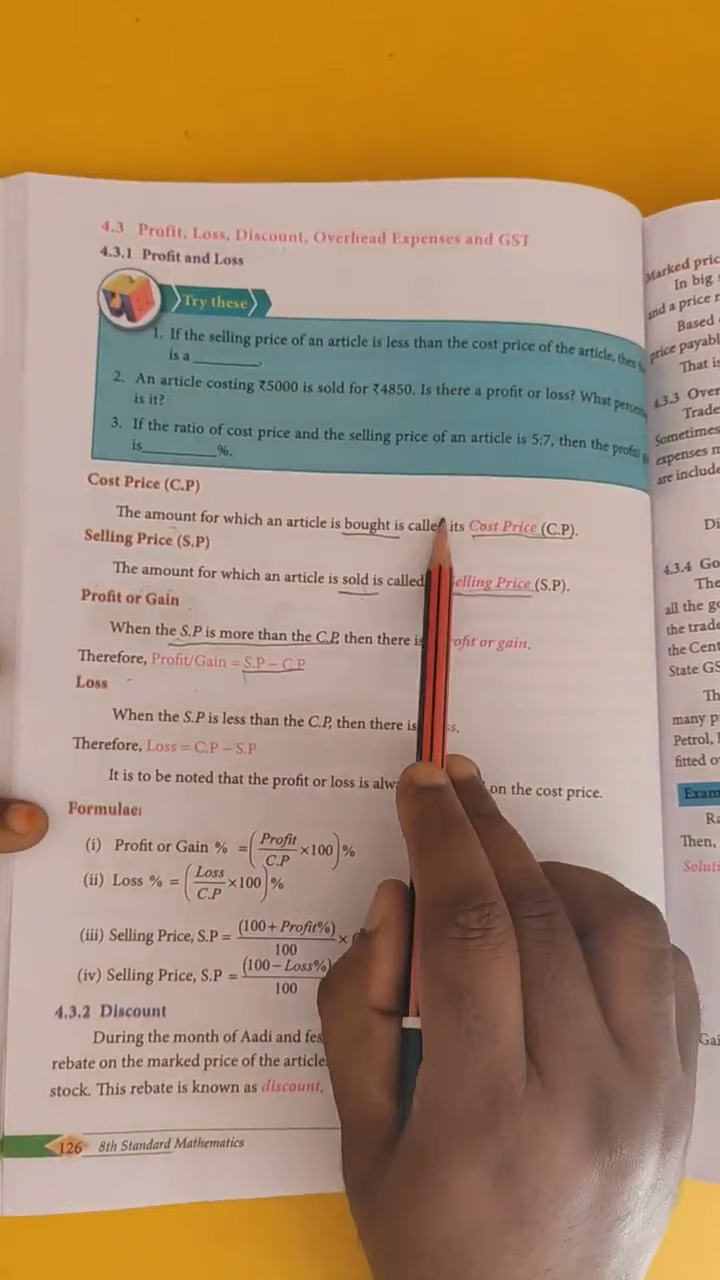 4.3 Profit, Loss, Discount, Overhead Expenses and GST
4.3.1 Profit and Loss
Try these
1. If the selling price of an article is less than the cost price of the article, then
is a ________.
2. An article costing ₹5000 is sold for ₹4850. Is there a profit or loss? What
is it?
3. If the ratio of cost price and the selling price of an article is 5:7, then the
is________%.
Cost Price (C.P)
The amount for which an article is bought is called its Cost Price (C.P).
Selling Price (S.P)
The amount for which an article is sold is called Selling Price (S.P).
Profit or Gain
When the S.P is more than the C.P, then there is profit or gain.
Therefore, Profit/Gain = S.P – C.P
Loss
When the S.P is less than the C.P, then there is
Therefore, Loss = C.P – S.P
It is to be noted that the profit or loss is on the cost price.
Formulae:
(i) Profit or Gain % = (Profit/C.P ×100)%
(ii) Loss % = (Loss/C.P ×100)%
(iii) Selling Price, S.P = (100+Profit%)/100 ×
(iv) Selling Price, S.P = (100–Loss%)/100
4.3.2 Discount
During the month of Aadi and
rebate on the marked price of the article
stock. This rebate is known as discount.
126 8th Standard Mathematics
Marked
In big
and a price
Based
price
That is
4.3.3
Trade
Sometimes
expenses
are
4.3.4
The
all the
the
the Cent
State
Th
many
Petrol,
fitted
Then,